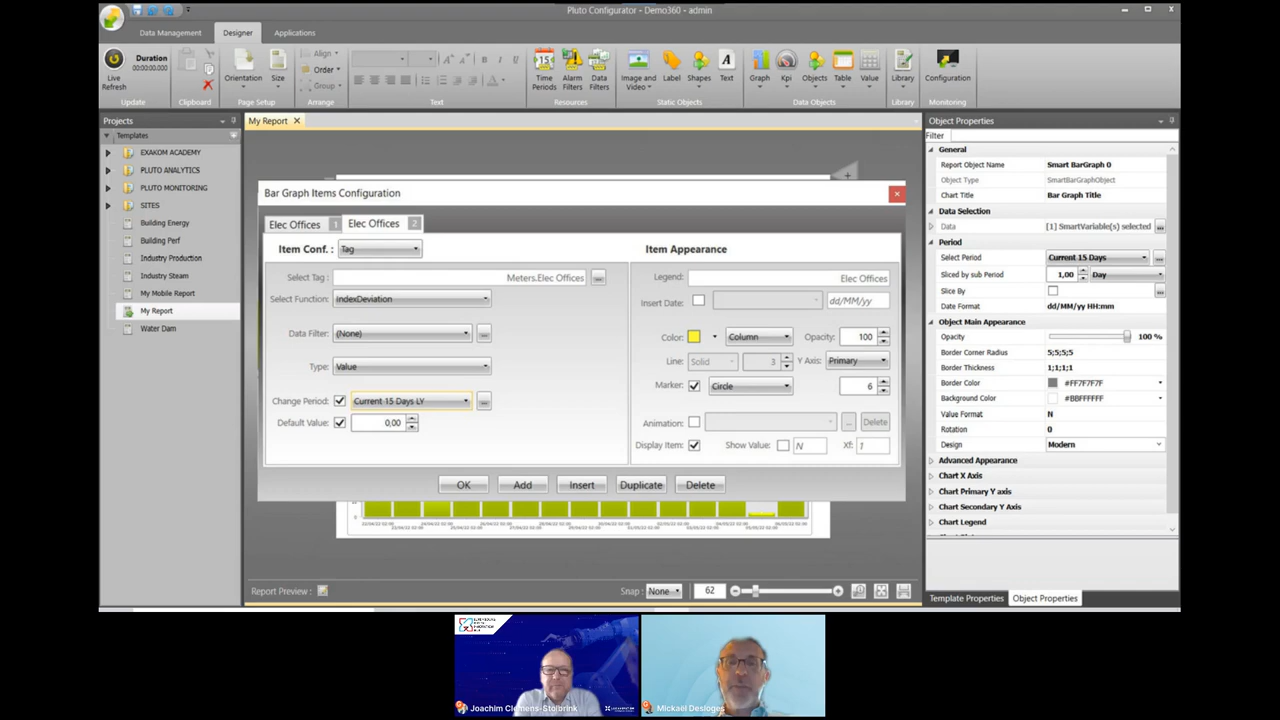 Pluto Configurator - Demo360 - admin
Data Management Designer Applications
Live Refresh
Duration
00:00:00.000
Orientation Size
Align
Order
Group
Time Periods
Alarm Filters
Data Filters
Image and Video
Label Shapes Text
Graph Kpi Objects Table Value
Library
Configuration
Update Clipboard Page Setup Arrange Text Resources Static Objects Data Objects Library Monitoring
Projects
Templates
EXAKOM ACADEMY
PLUTO ANALYTICS
PLUTO MONITORING
SITES
Building Energy
Building Perf
Industry Production
Industry Steam
My Mobile Report
My Report
Water Dam
My Report
Bar Graph Items Configuration
Elec Offices 1 Elec Offices 2
Item Conf. : Tag
Select Tag : Meters.Elec Offices
Select Function: IndexDeviation
Data Filter: (None)
Type: Value
Change Period: Current 15 Days LY
Default Value: 0,00
Item Appearance
Legend: Elec Offices
Insert Date: dd/MM/yy
Color: Column Opacity: 100
Line: Solid 3 Y Axis: Primary
Marker: Circle 6
Animation: Delete
Display Item: Show Value: N Xf: 1
OK Add Insert Duplicate Delete
Report Preview :
Snap : None 62
Object Properties
Filter
General
Report Object Name Smart BarGraph 0
Object Type SmartBarGraphObject
Chart Title Bar Graph Title
Data Selection
Data [1] SmartVariable(s) selected
Period
Select Period Current 15 Days
Sliced by sub Period 1,00 Day
Slice By
Date Format dd/MM/yy HH:mm
Object Main Appearance
Opacity 100 %
Border Corner Radius 5;5;5;5
Border Thickness 1;1;1;1
Border Color #FF7F7F7F
Background Color #BBFFFFFF
Value Format N
Rotation 0
Design Modern
Advanced Appearance
Chart X Axis
Chart Primary Y axis
Chart Secondary Y Axis
Chart Legend
Template Properties Object Properties
Joachim Clemens-Stolbrink
Mickaël Desloges